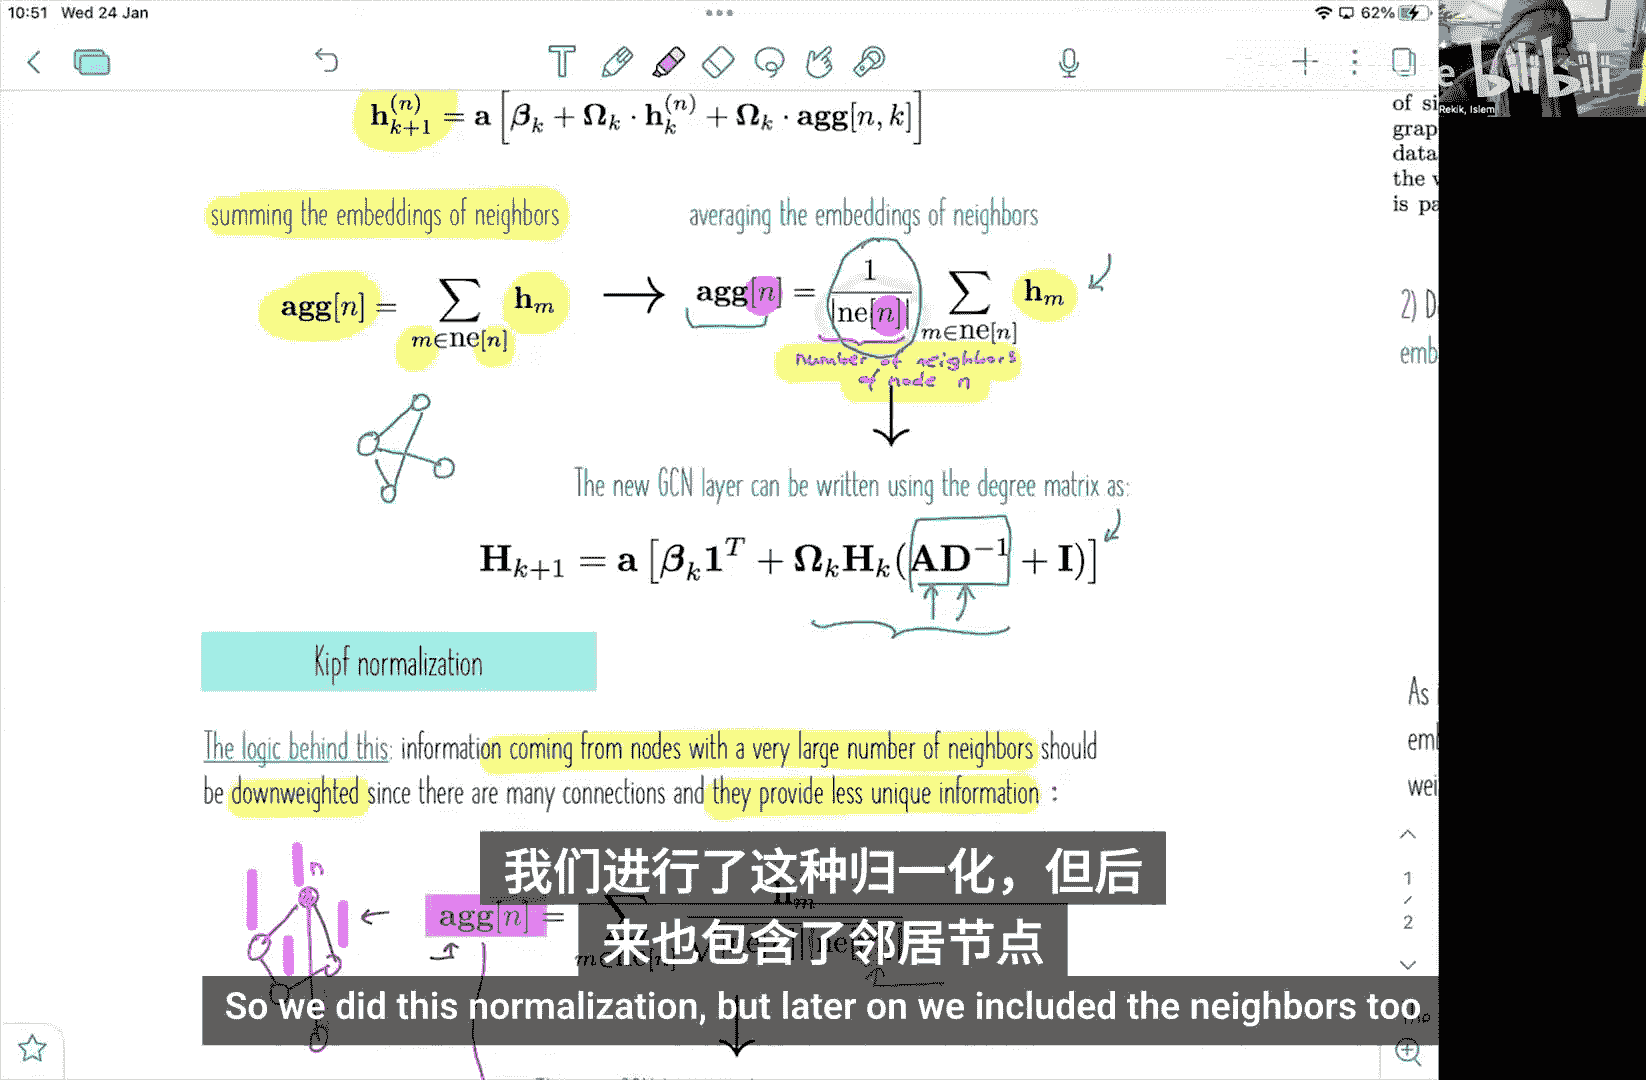 10:51 Wed 24 Jan
62%
bilibili
Rekik, Islem
h_{k+1}^{(n)} = a [β_k + Ω_k · h_k^{(n)} + Ω_k · agg[n, k]]
of si
grap
data
the v
is pa
summing the embeddings of neighbors
averaging the embeddings of neighbors
agg[n] = ∑_{m∈ne[n]} h_m → agg[n] = 1/|ne[n]| ∑_{m∈ne[n]} h_m
number of neighbors
of node n
2) D
emb
The new GCN layer can be written using the degree matrix as:
H_{k+1} = a [β_k 1^T + Ω_k H_k (AD^{-1} + I)]
Kipf normalization
As
emb
wei
The logic behind this: information coming from nodes with a very large number of neighbors should
be downweighted since there are many connections and they provide less unique information :
n
agg[n] =
1
2
我们进行了这种归一化，但后
来也包含了邻居节点
So we did this normalization, but later on we included the neighbors too.